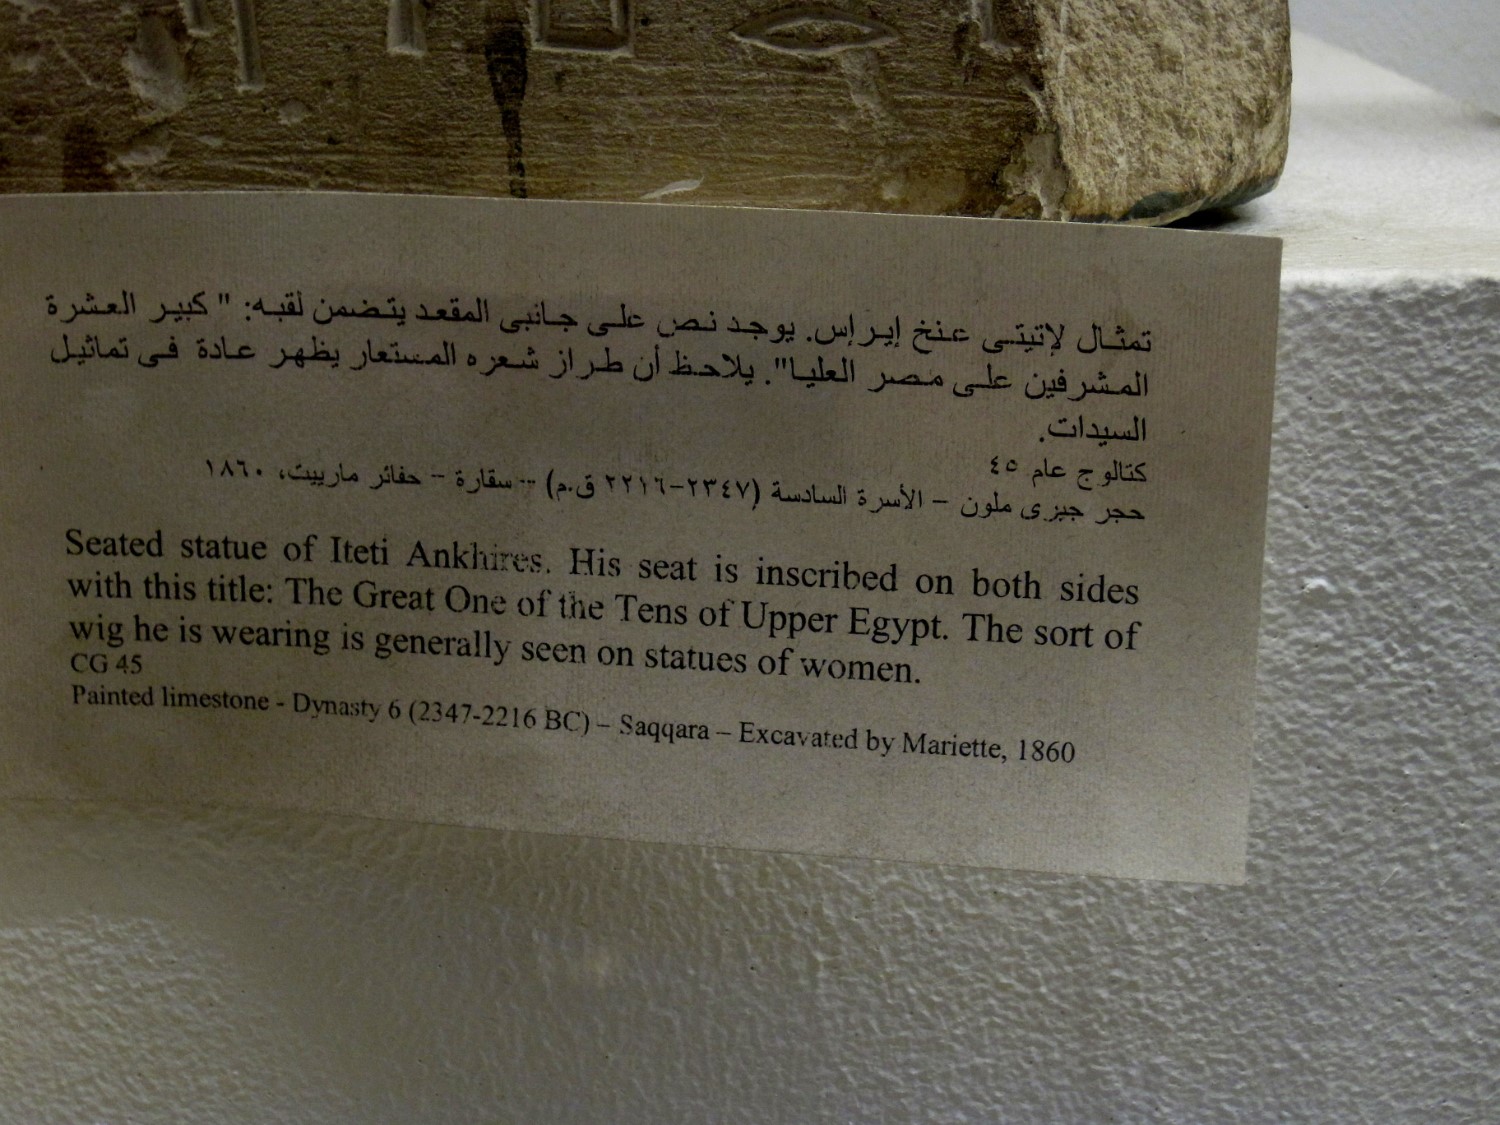 تمثال لإتيتى عنخ إيرإس. يوجد نص على جانبى المقعد يتضمن لقبه: " كبير العشرة
المشرفين على مصر العليا". يلاحظ أن طراز شعره المستعار يظهر عادة فى تماثيل
السيدات.
كتالوج عام ٤٥
حجر جيرى ملون – الأسرة السادسة (٢٣٤٧–٢٢١٦ ق.م) – سقارة – حفائر مارييت، ١٨٦٠
Seated statue of Iteti Ankhires. His seat is inscribed on both sides
with this title: The Great One of the Tens of Upper Egypt. The sort of
wig he is wearing is generally seen on statues of women.
CG 45
Painted limestone - Dynasty 6 (2347-2216 BC) – Saqqara – Excavated by Mariette, 1860